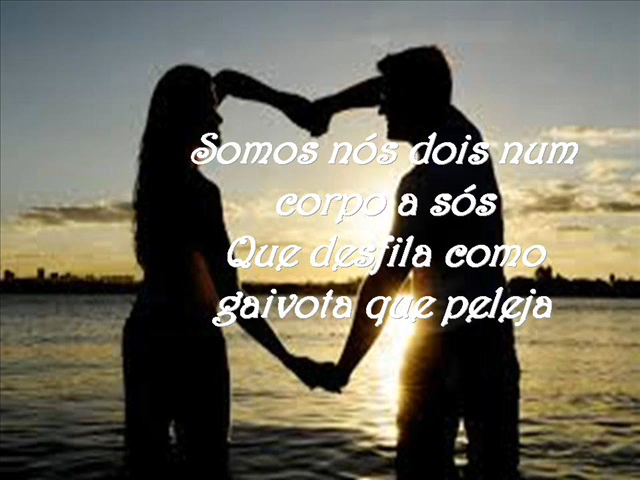 Somos nós dois num
corpo a sós
Que desfila como
gaivota que peleja